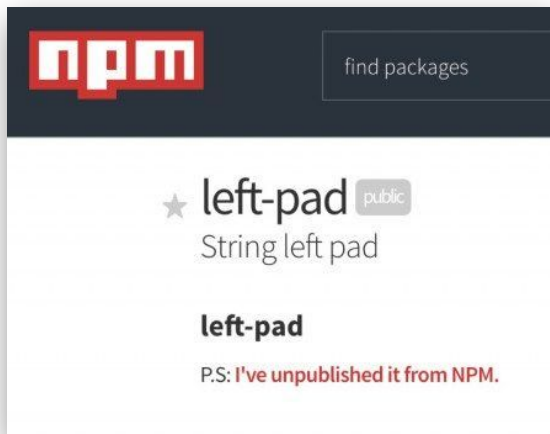 npm
find packages
left-pad public
String left pad
left-pad
P.S: I've unpublished it from NPM.